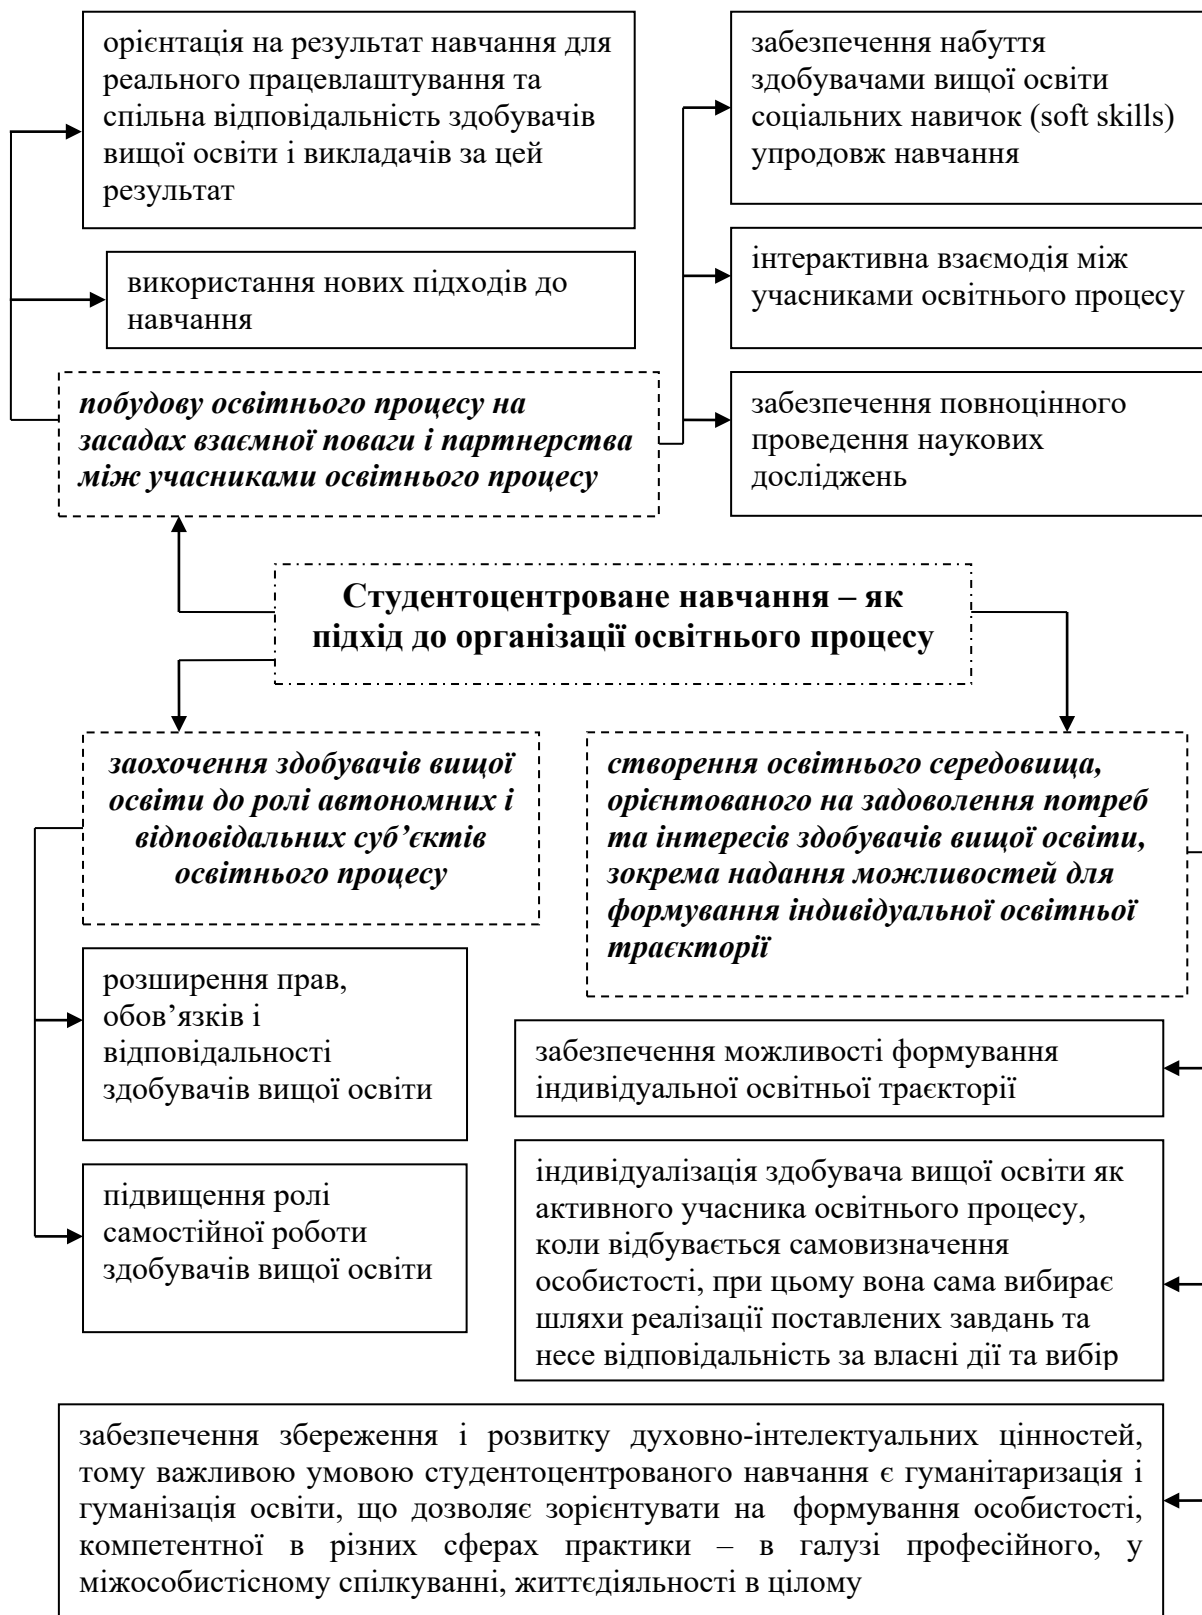 орієнтація на результат навчання для
реального працевлаштування та
спільна відповідальність здобувачів
вищої освіти і викладачів за цей
результат
забезпечення набуття
здобувачами вищої освіти
соціальних навичок (soft skills)
упродовж навчання
використання нових підходів до
навчання
інтерактивна взаємодія між
учасниками освітнього процесу
побудову освітнього процесу на
засадах взаємної поваги і партнерства
між учасниками освітнього процесу
забезпечення повноцінного
проведення наукових
досліджень
Студентоцентроване навчання – як
підхід до організації освітнього процесу
заохочення здобувачів вищої
освіти до ролі автономних і
відповідальних суб’єктів
освітнього процесу
створення освітнього середовища,
орієнтованого на задоволення потреб
та інтересів здобувачів вищої освіти,
зокрема надання можливостей для
формування індивідуальної освітньої
траєкторії
розширення прав,
обов’язків і
відповідальності
здобувачів вищої освіти
забезпечення можливості формування
індивідуальної освітньої траєкторії
підвищення ролі
самостійної роботи
здобувачів вищої освіти
індивідуалізація здобувача вищої освіти як
активного учасника освітнього процесу,
коли відбувається самовизначення
особистості, при цьому вона сама вибирає
шляхи реалізації поставлених завдань та
несе відповідальність за власні дії та вибір
забезпечення збереження і розвитку духовно-інтелектуальних цінностей,
тому важливою умовою студентоцентрованого навчання є гуманітаризація і
гуманізація освіти, що дозволяє зорієнтувати на формування особистості,
компетентної в різних сферах практики – в галузі професійного, у
міжособистісному спілкуванні, життєдіяльності в цілому